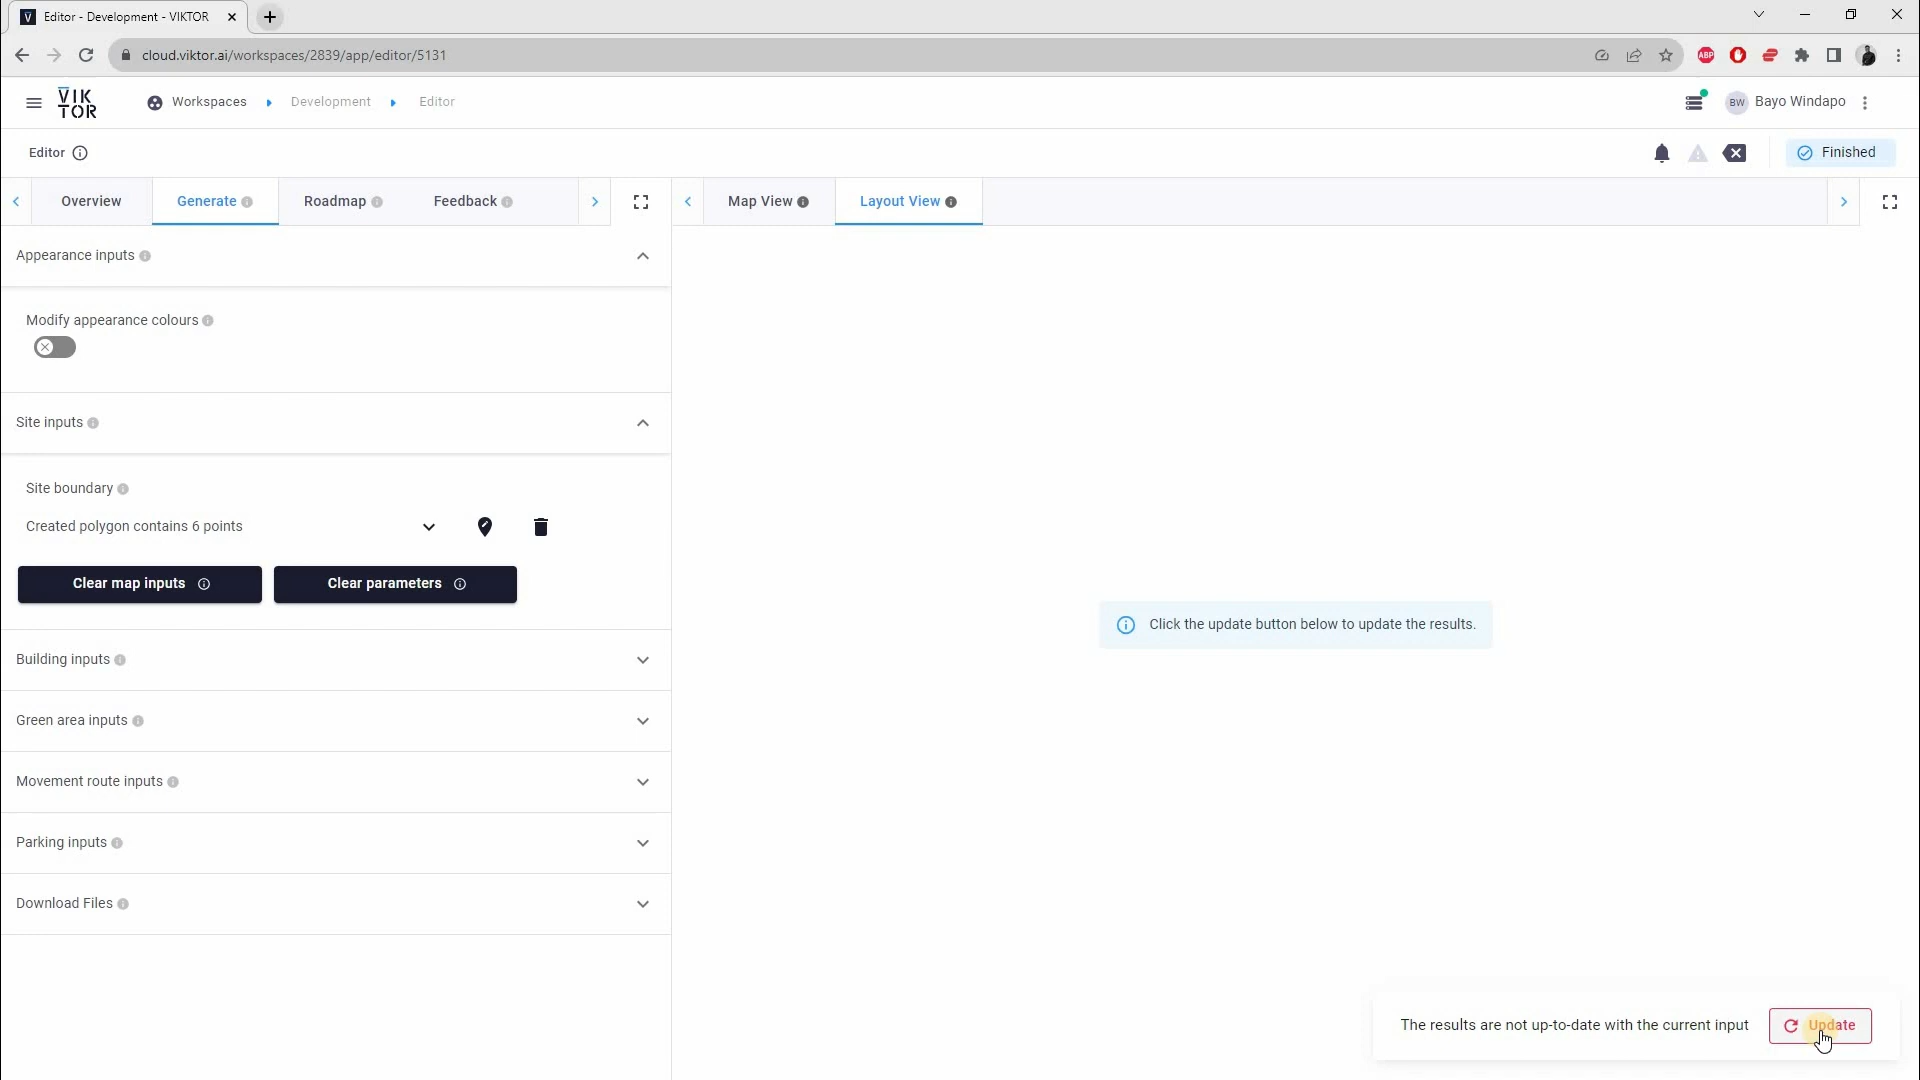 Editor - Development - VIKTOR
cloud.viktor.ai/workspaces/2839/app/editor/5131
ABP
VIK
TOR
Workspaces
Development
Editor
BW
Bayo Windapo
Editor
Finished
Overview
Generate
Roadmap
Feedback
Map View
Layout View
Appearance inputs
Modify appearance colours
Site inputs
Site boundary
Created polygon contains 6 points
Clear map inputs
Clear parameters
Click the update button below to update the results.
Building inputs
Green area inputs
Movement route inputs
Parking inputs
Download Files
The results are not up-to-date with the current input
Update